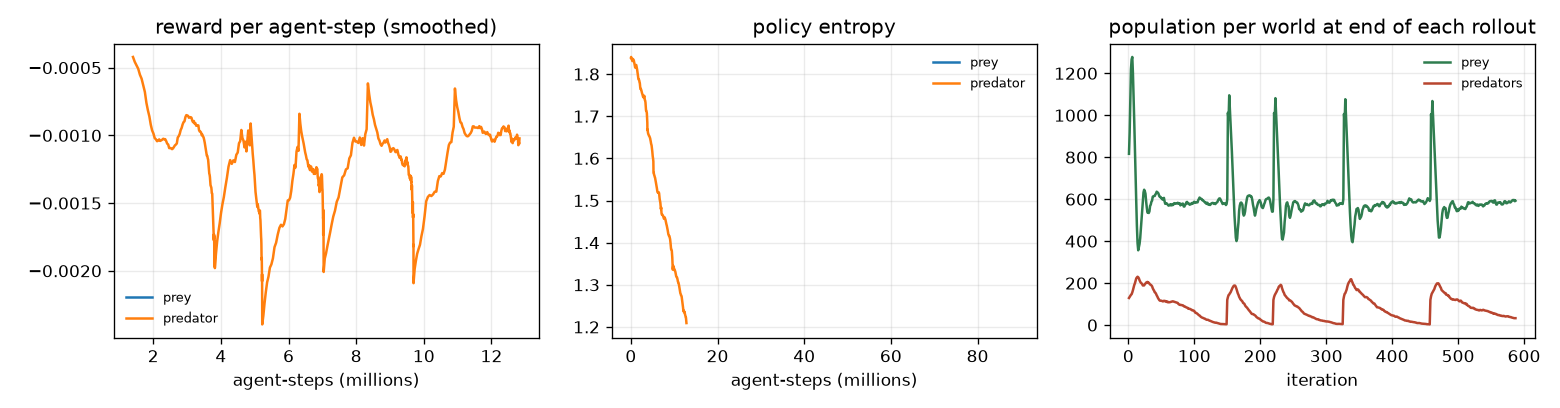 reward per agent-step (smoothed)
−0.0005
−0.0010
−0.0015
−0.0020
prey
predator
2 4 6 8 10 12
agent-steps (millions)
policy entropy
1.8
1.7
1.6
1.5
1.4
1.3
1.2
prey
predator
0 20 40 60 80
agent-steps (millions)
population per world at end of each rollout
1200
1000
800
600
400
200
0
prey
predators
0 100 200 300 400 500 600
iteration